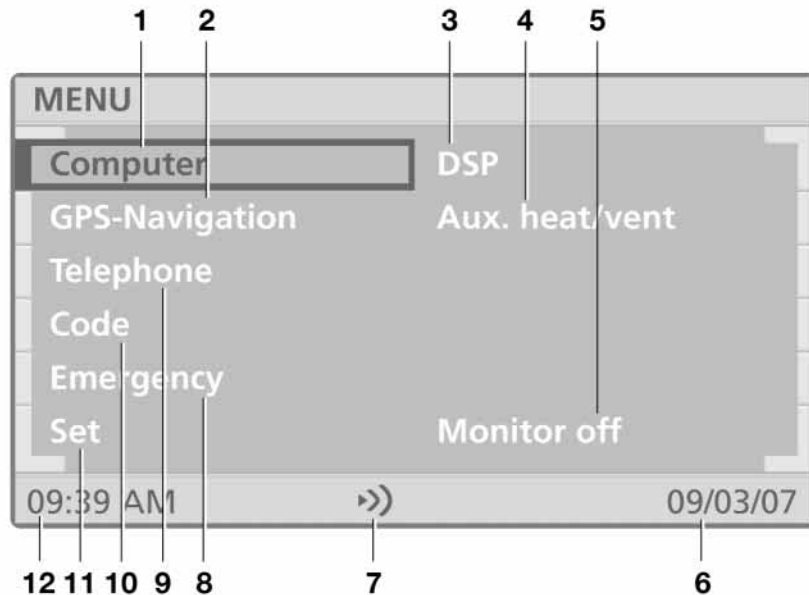 1 2 3 4 5
MENU
Computer DSP
GPS-Navigation Aux. heat/vent
Telephone
Code
Emergency
Set Monitor off
09:39 AM 09/03/07
12 11 10 9 8 7 6